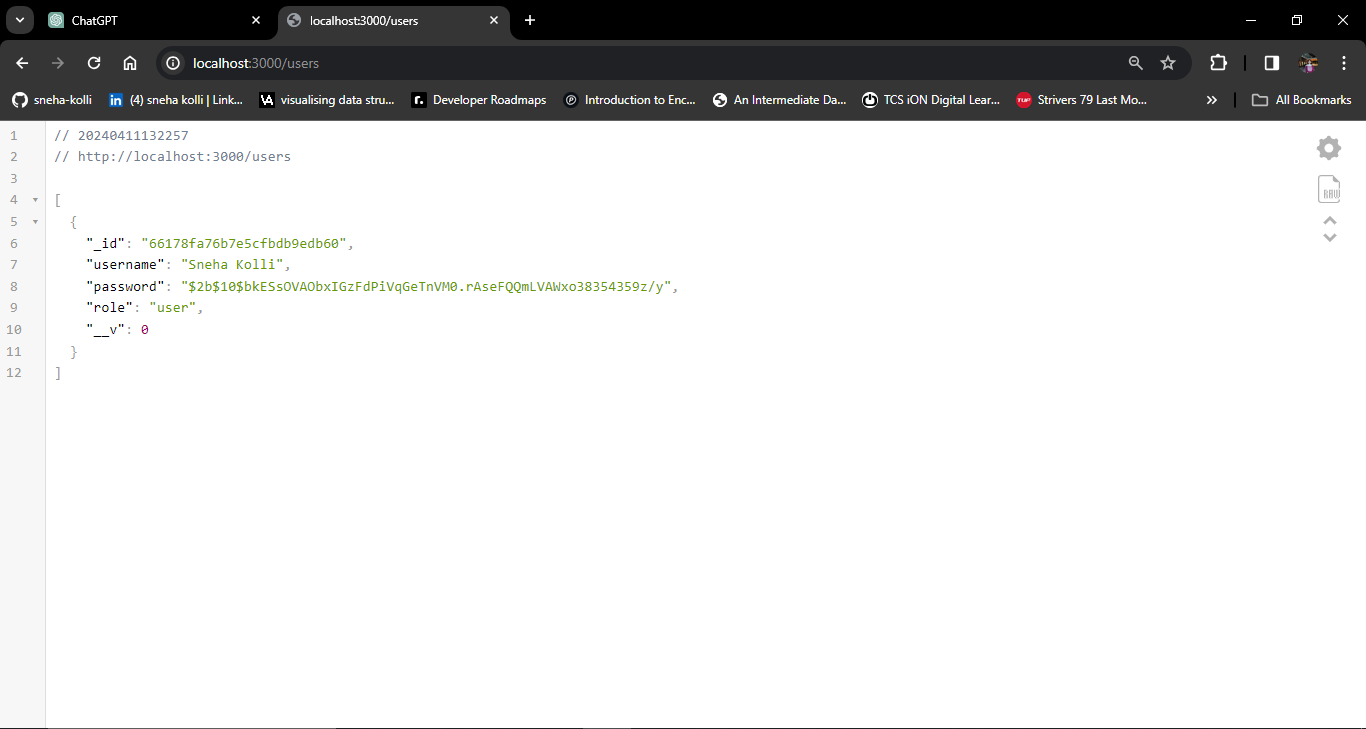 ChatGPT
localhost:3000/users
localhost:3000/users
sneha-kolli
(4) sneha kolli | Link...
visualising data stru...
Developer Roadmaps
Introduction to Enc...
An Intermediate Da...
TCS iON Digital Lear...
Strivers 79 Last Mo...
All Bookmarks
1 // 20240411132257
2 // http://localhost:3000/users
3
4 [
5 {
6 "_id": "66178fa76b7e5cfbdb9edb60",
7 "username": "Sneha Kolli",
8 "password": "$2b$10$bkESsOVAObxIGzFdPiVqGeTnVM0.rAseFQQmLVAWxo38354359z/y",
9 "role": "user",
10 "__v": 0
11 }
12 ]
RAW